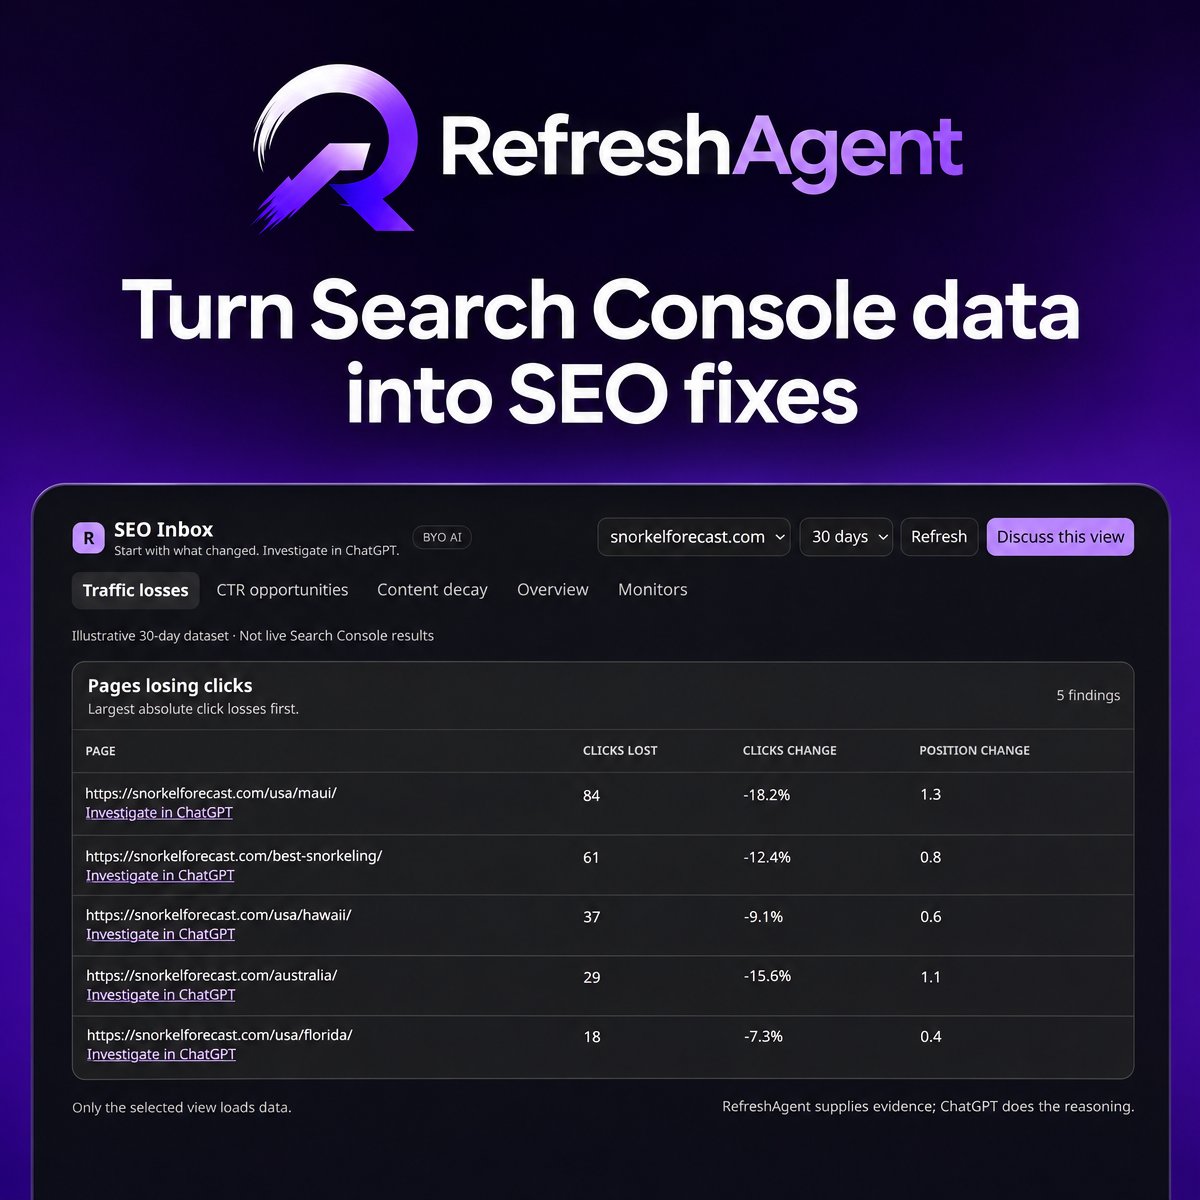 RefreshAgent
Turn Search Console data
into SEO fixes
R
SEO Inbox
Start with what changed. Investigate in ChatGPT.
BYO AI
snorkelforecast.com
30 days
Refresh
Discuss this view
Traffic losses
CTR opportunities
Content decay
Overview
Monitors
Illustrative 30-day dataset · Not live Search Console results
Pages losing clicks
Largest absolute click losses first.
5 findings
PAGE CLICKS LOST CLICKS CHANGE POSITION CHANGE
https://snorkelforecast.com/usa/maui/ 84 -18.2% 1.3
Investigate in ChatGPT
https://snorkelforecast.com/best-snorkeling/ 61 -12.4% 0.8
Investigate in ChatGPT
https://snorkelforecast.com/usa/hawaii/ 37 -9.1% 0.6
Investigate in ChatGPT
https://snorkelforecast.com/australia/ 29 -15.6% 1.1
Investigate in ChatGPT
https://snorkelforecast.com/usa/florida/ 18 -7.3% 0.4
Investigate in ChatGPT
Only the selected view loads data.
RefreshAgent supplies evidence; ChatGPT does the reasoning.